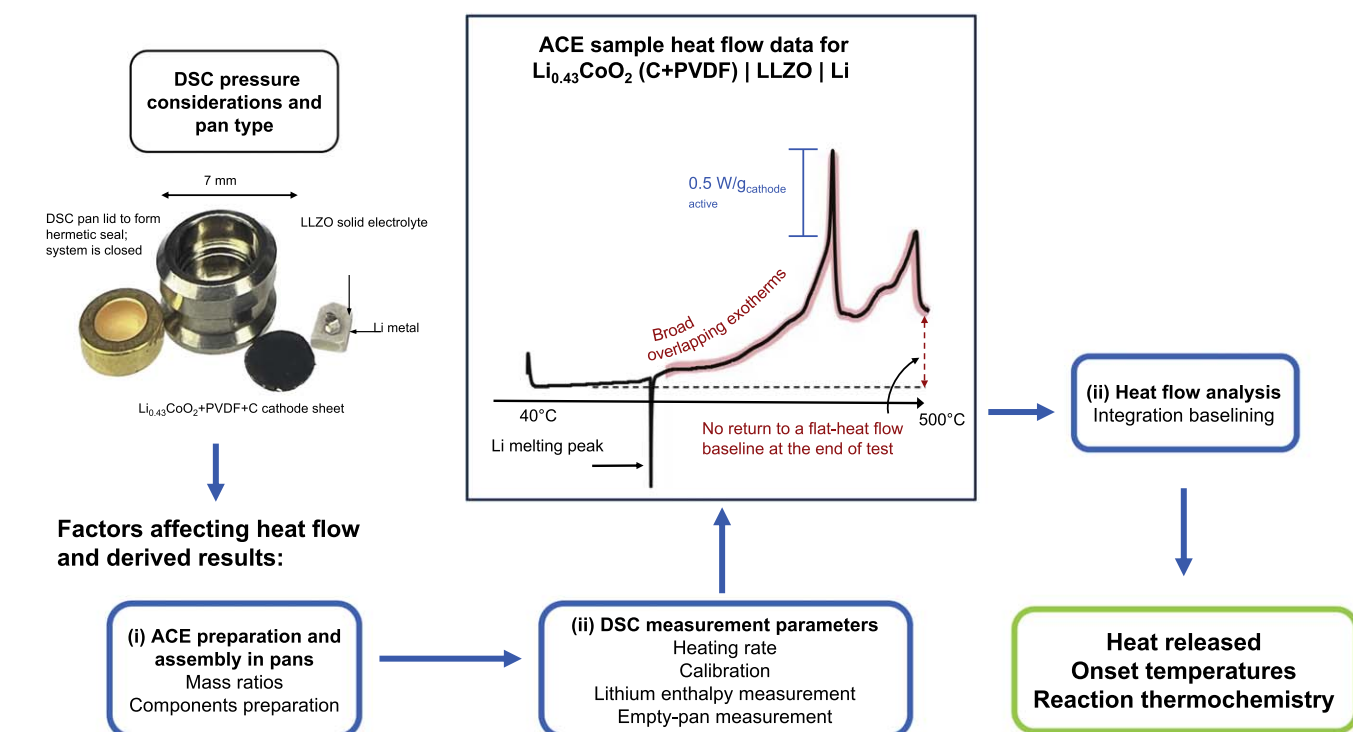 DSC pressure
considerations and
pan type
7 mm
DSC pan lid to form
hermetic seal;
system is closed
LLZO solid electrolyte
Li metal
Li0.43CoO2+PVDF+C cathode sheet
Factors affecting heat flow
and derived results:
(i) ACE preparation and
assembly in pans
Mass ratios
Components preparation
(ii) DSC measurement parameters
Heating rate
Calibration
Lithium enthalpy measurement
Empty-pan measurement
ACE sample heat flow data for
Li0.43CoO2 (C+PVDF) | LLZO | Li
0.5 W/gcathode
active
Broad
overlapping exotherms
40°C
500°C
Li melting peak
No return to a flat-heat flow
baseline at the end of test
(ii) Heat flow analysis
Integration baselining
Heat released
Onset temperatures
Reaction thermochemistry